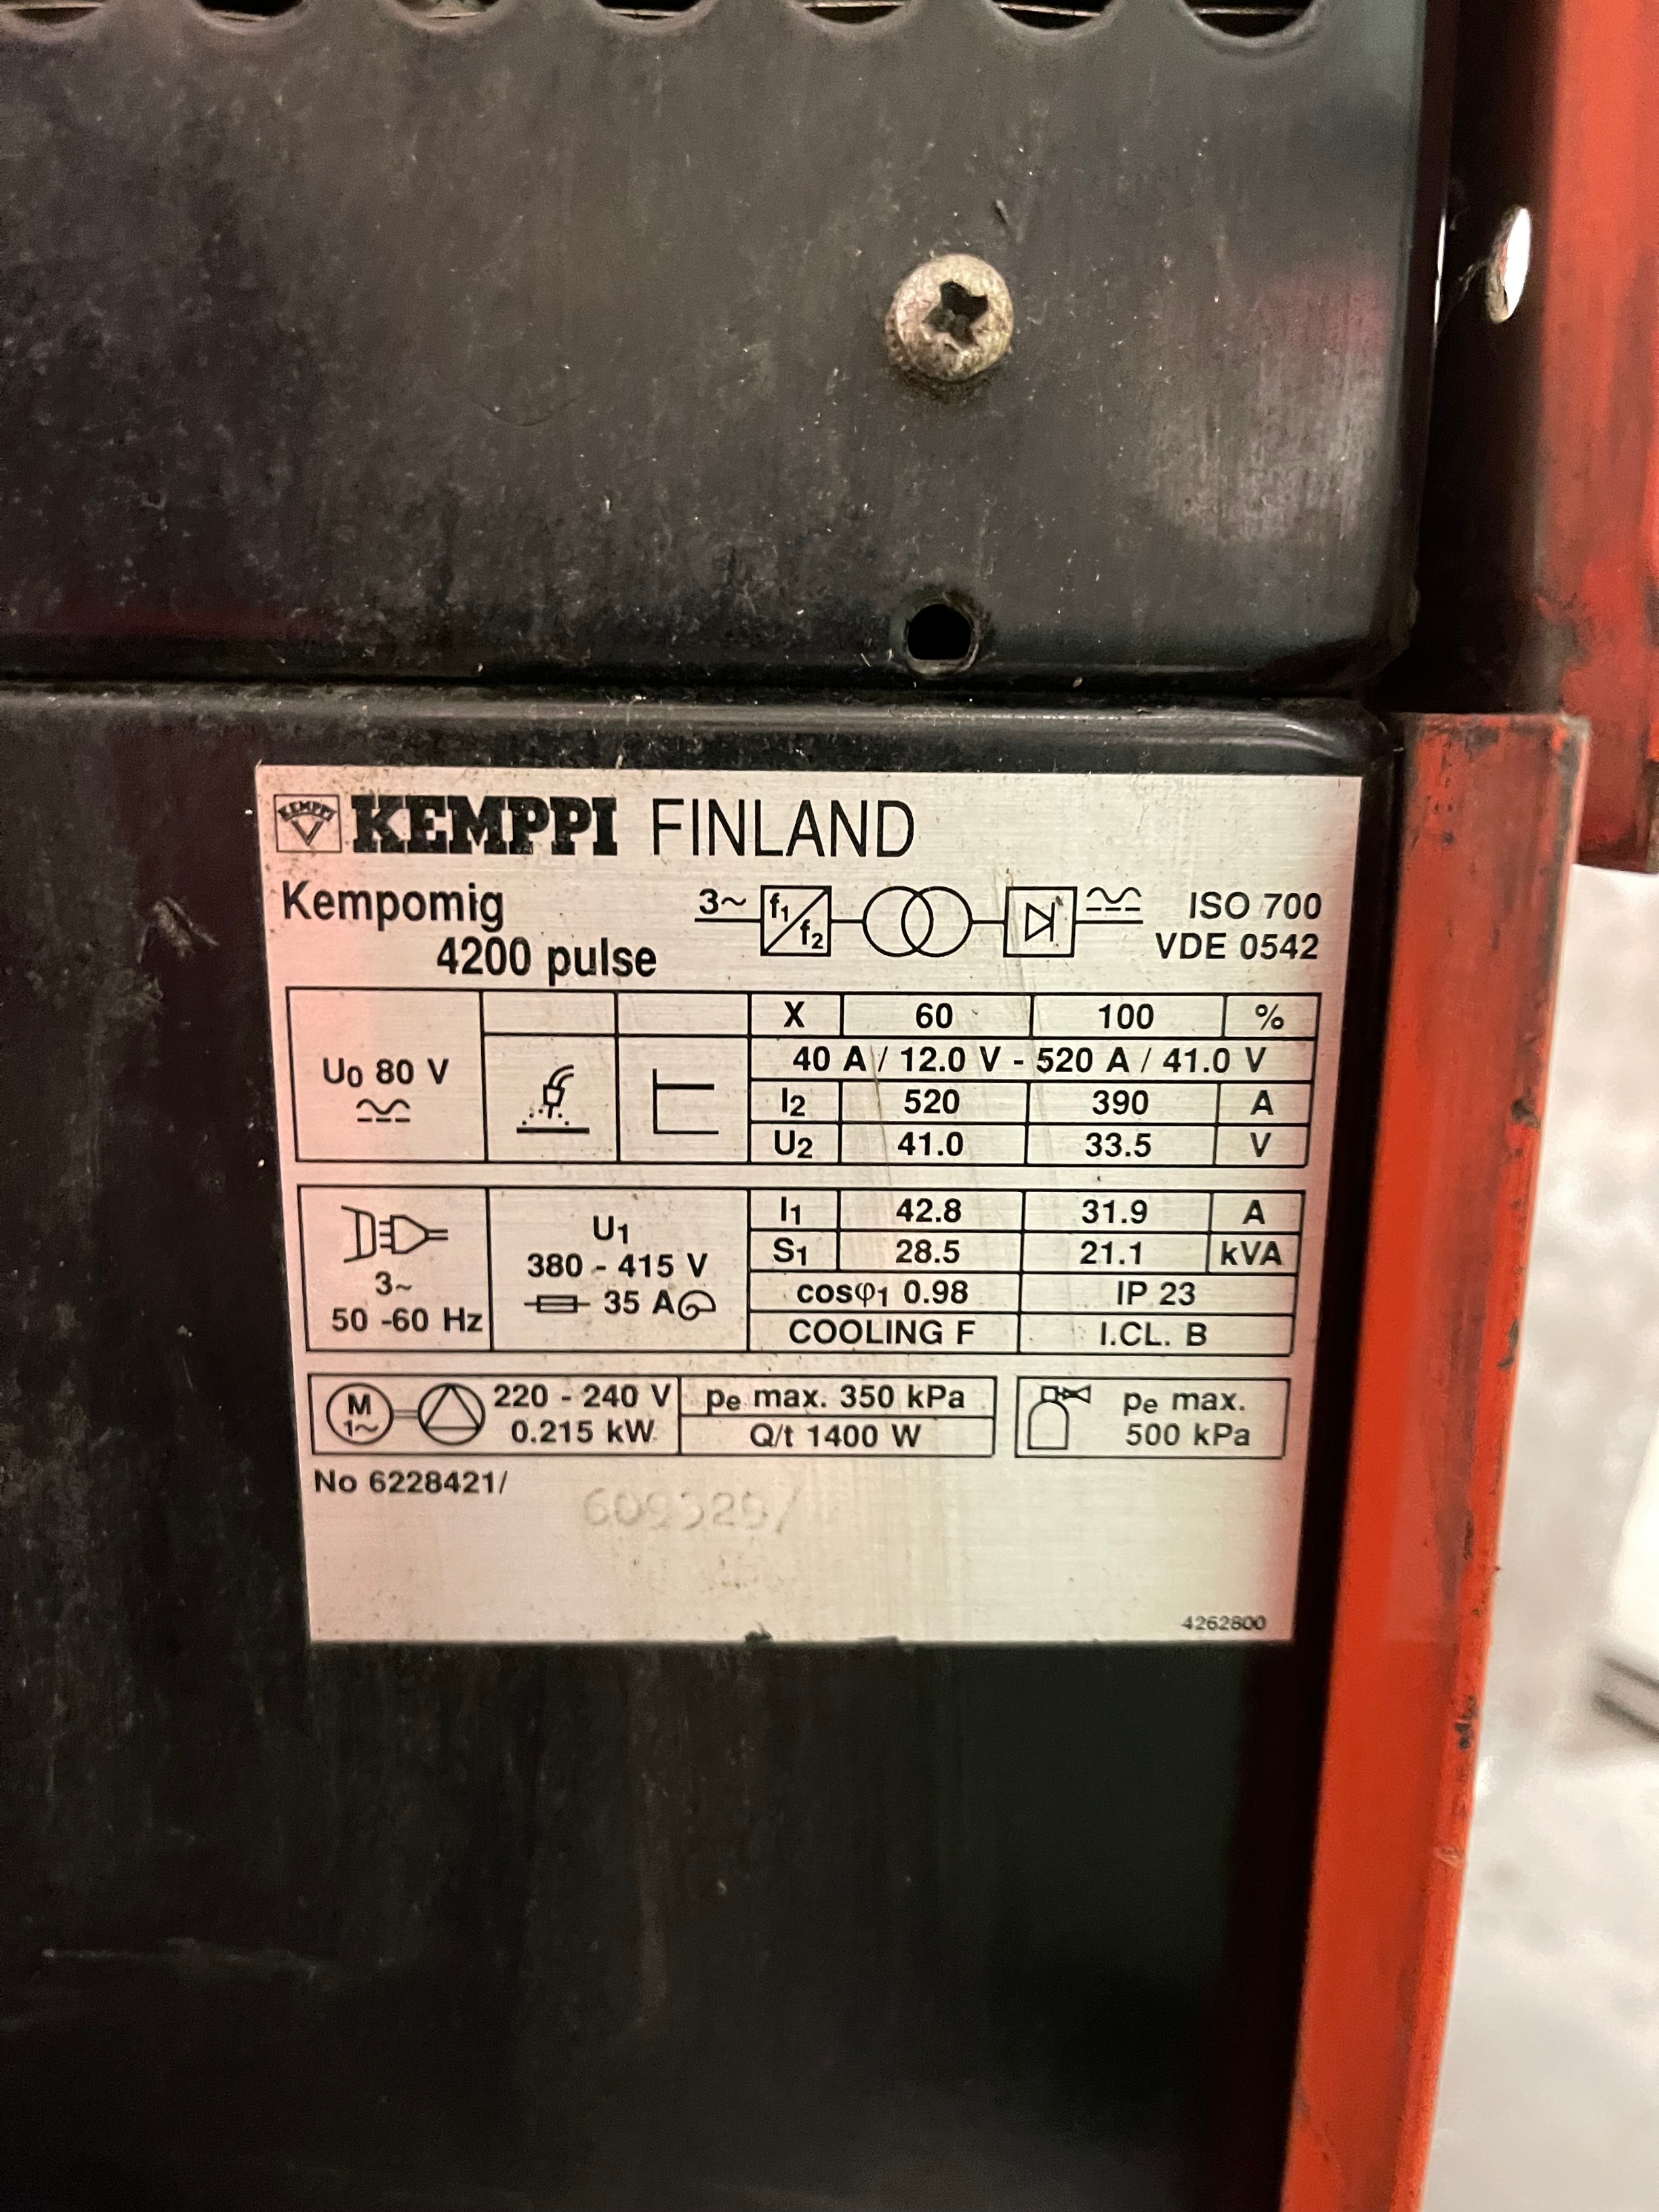 KEMPPI KEMPPI FINLAND
Kempomig
4200 pulse
3~ f1/f2
ISO 700
VDE 0542
U0 80 V
X 60 100 %
40 A / 12.0 V - 520 A / 41.0 V
I2 520 390 A
U2 41.0 33.5 V
3~
50 -60 Hz
U1
380 - 415 V
35 A
I1 42.8 31.9 A
S1 28.5 21.1 kVA
cosφ1 0.98 IP 23
COOLING F I.CL. B
M
1~
220 - 240 V
0.215 kW
pe max. 350 kPa
Q/t 1400 W
pe max.
500 kPa
No 6228421/
4262800